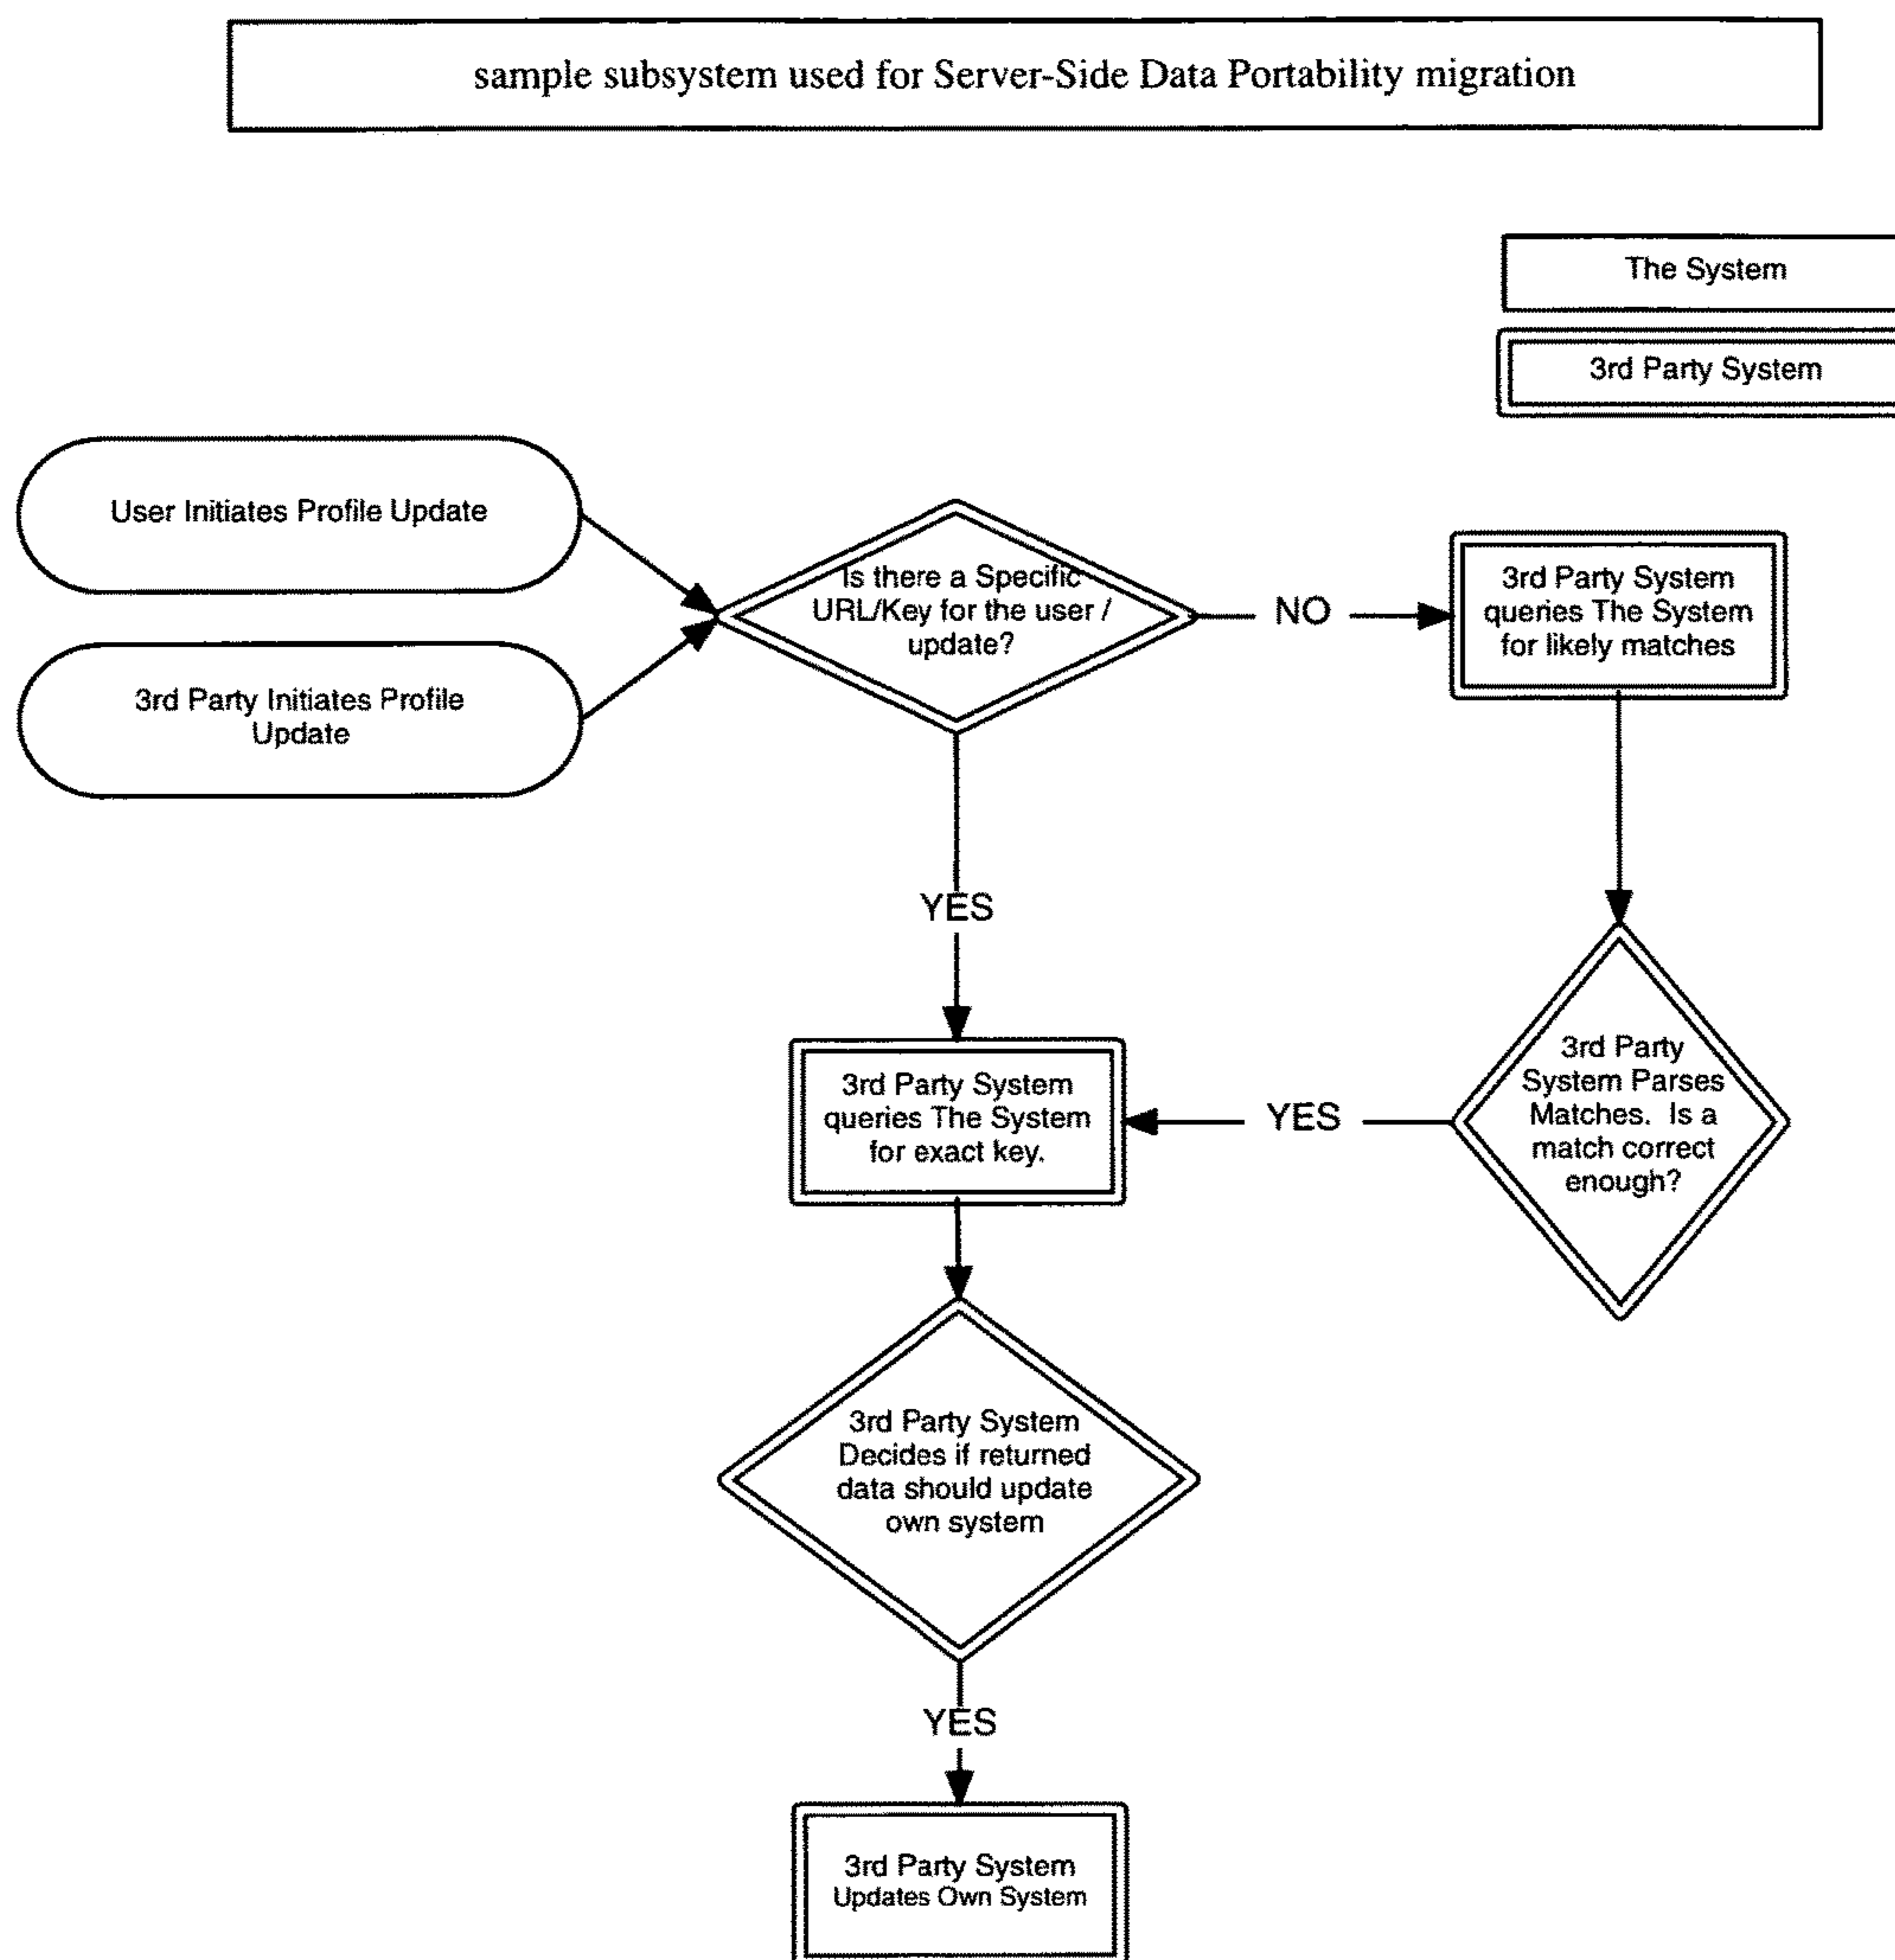 sample subsystem used for Server-Side Data Portability migration
The System
3rd Party System
User Initiates Profile Update
3rd Party Initiates Profile
Update
Is there a Specific
URL/Key for the user /
update?
NO
3rd Party System
queries The System
for likely matches
YES
3rd Party
System Parses
Matches. Is a
match correct
enough?
YES
3rd Party System
queries The System
for exact key.
3rd Party System
Decides if returned
data should update
own system
YES
3rd Party System
Updates Own System